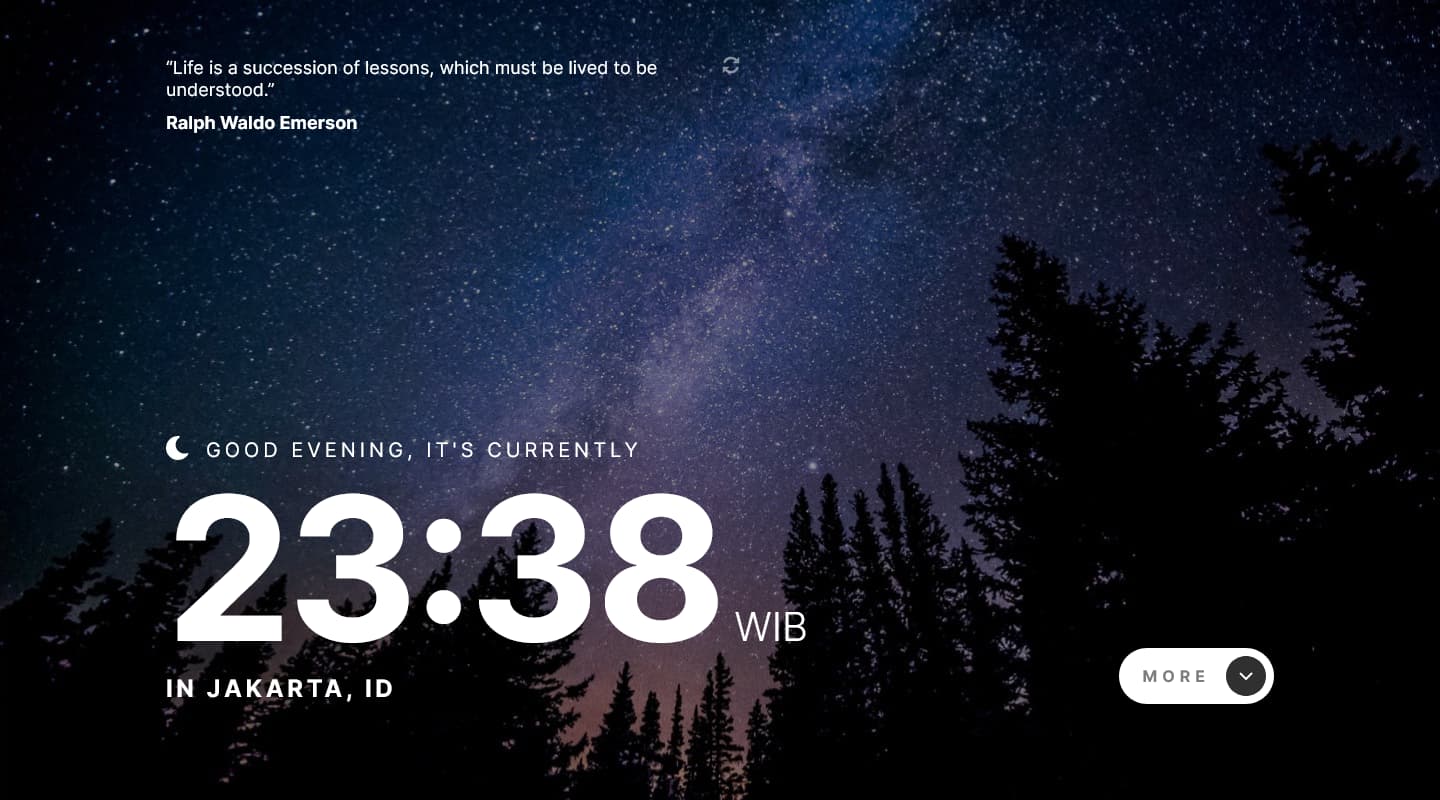 “Life is a succession of lessons, which must be lived to be
understood.”
Ralph Waldo Emerson
GOOD EVENING, IT'S CURRENTLY
23:38 WIB
IN JAKARTA, ID
MORE